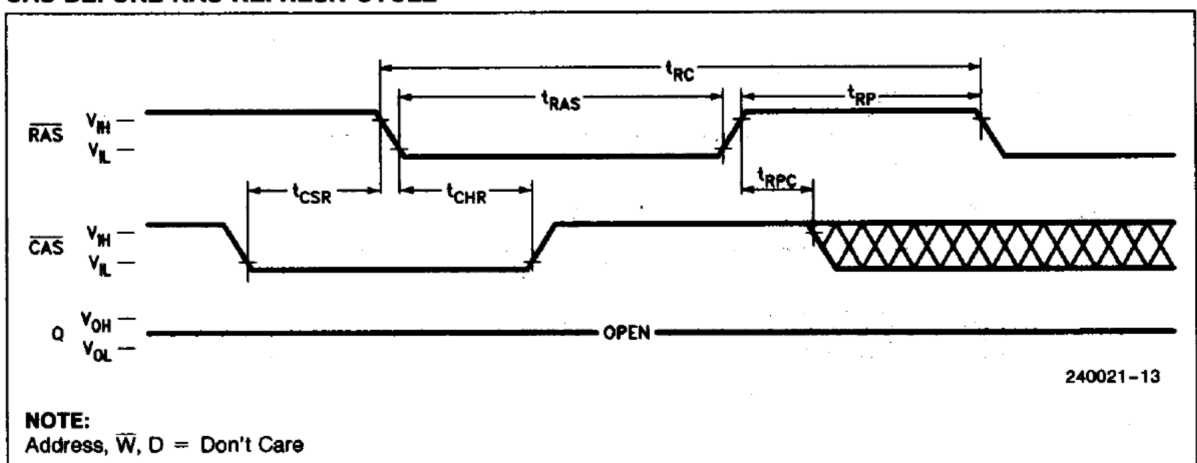 CAS-BEFORE-RAS REFRESH CYCLE
tRC
tRAS
tRP
RAS
VIH
VIL
tCSR
tCHR
tRPC
CAS
VIH
VIL
Q
VOH
VOL
OPEN
240021-13
NOTE:
Address, W̅, D = Don't Care